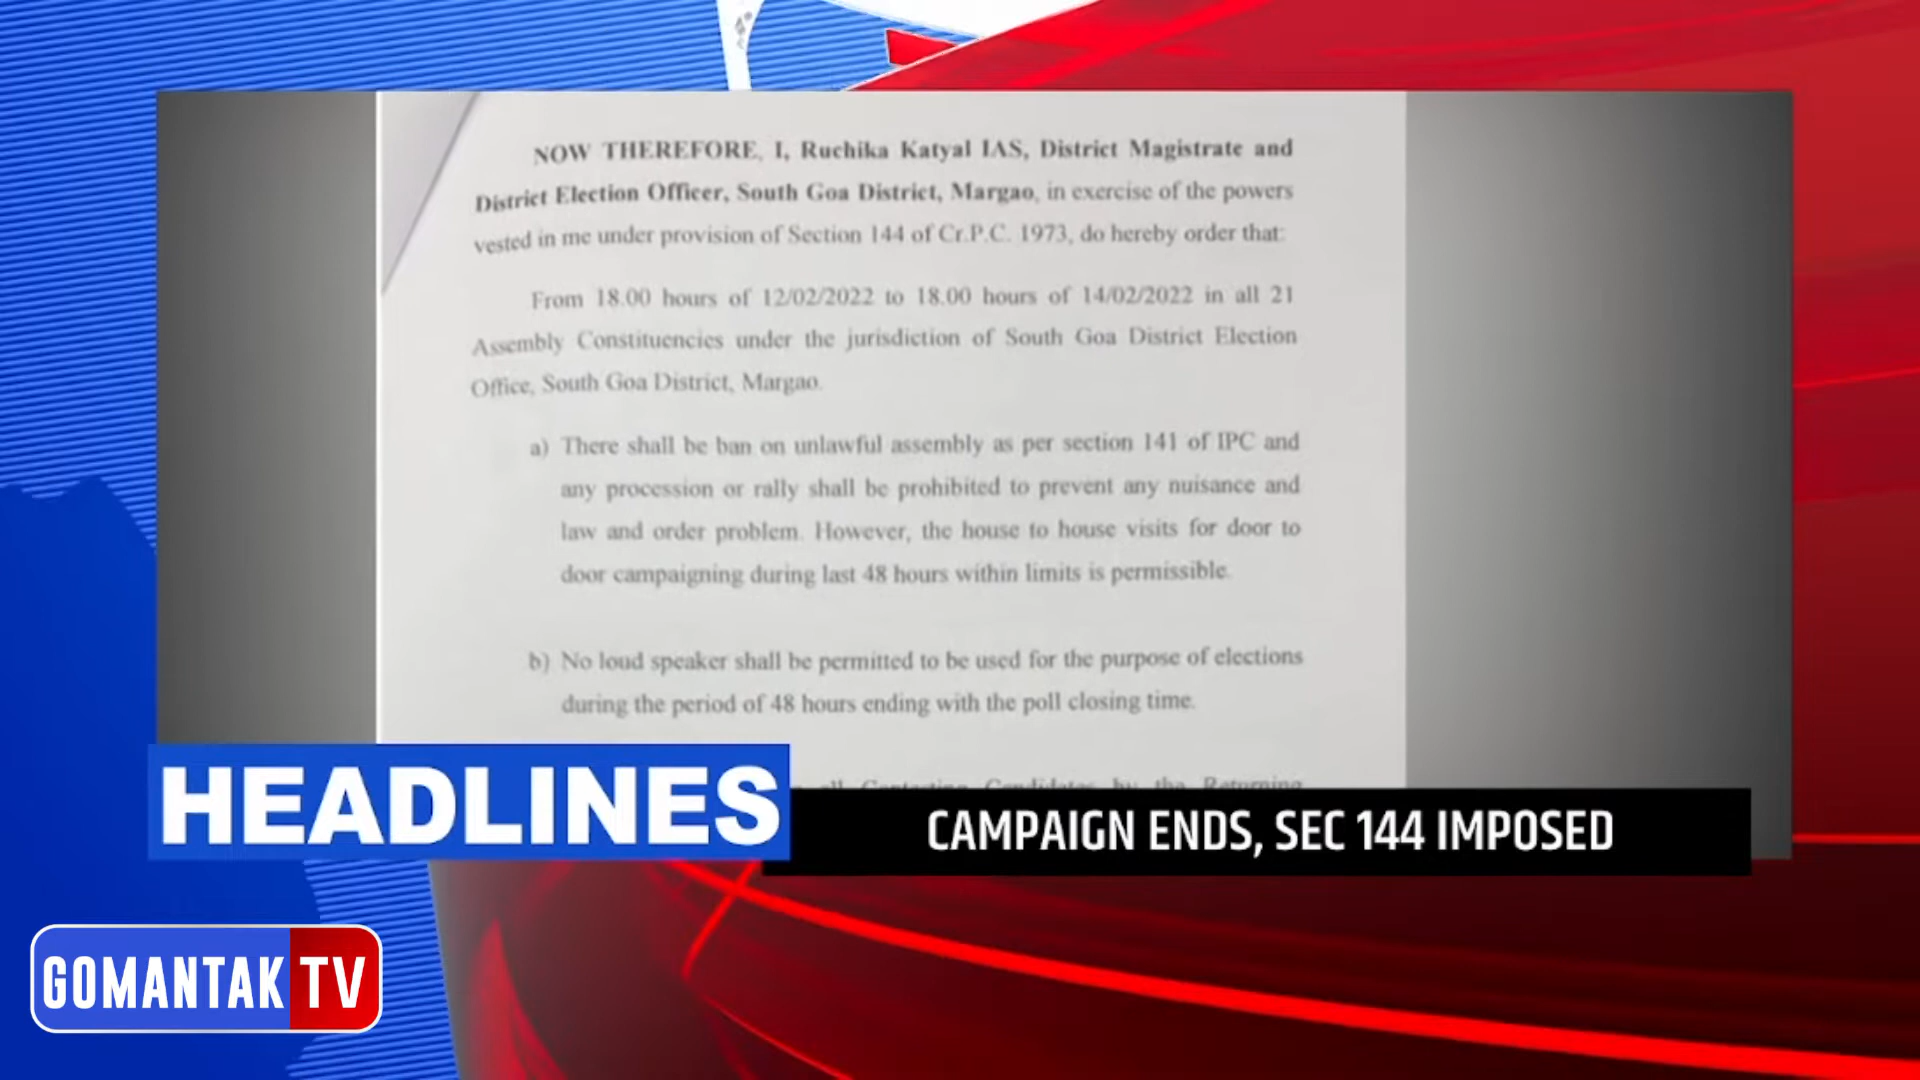 NOW THEREFORE, I, Ruchika Katyal IAS, District Magistrate and
District Election Officer, South Goa District, Margao, in exercise of the powers
vested in me under provision of Section 144 of Cr.P.C. 1973, do hereby order that:
From 18.00 hours of 12/02/2022 to 18.00 hours of 14/02/2022 in all 21
Assembly Constituencies under the jurisdiction of South Goa District Election
Office, South Goa District, Margao.
a) There shall be ban on unlawful assembly as per section 141 of IPC and
any procession or rally shall be prohibited to prevent any nuisance and
law and order problem. However, the house to house visits for door to
door campaigning during last 48 hours within limits is permissible.
b) No loud speaker shall be permitted to be used for the purpose of elections
during the period of 48 hours ending with the poll closing time.
all Contesting Candidates by the Returning
HEADLINES
CAMPAIGN ENDS, SEC 144 IMPOSED
GOMANTAK TV